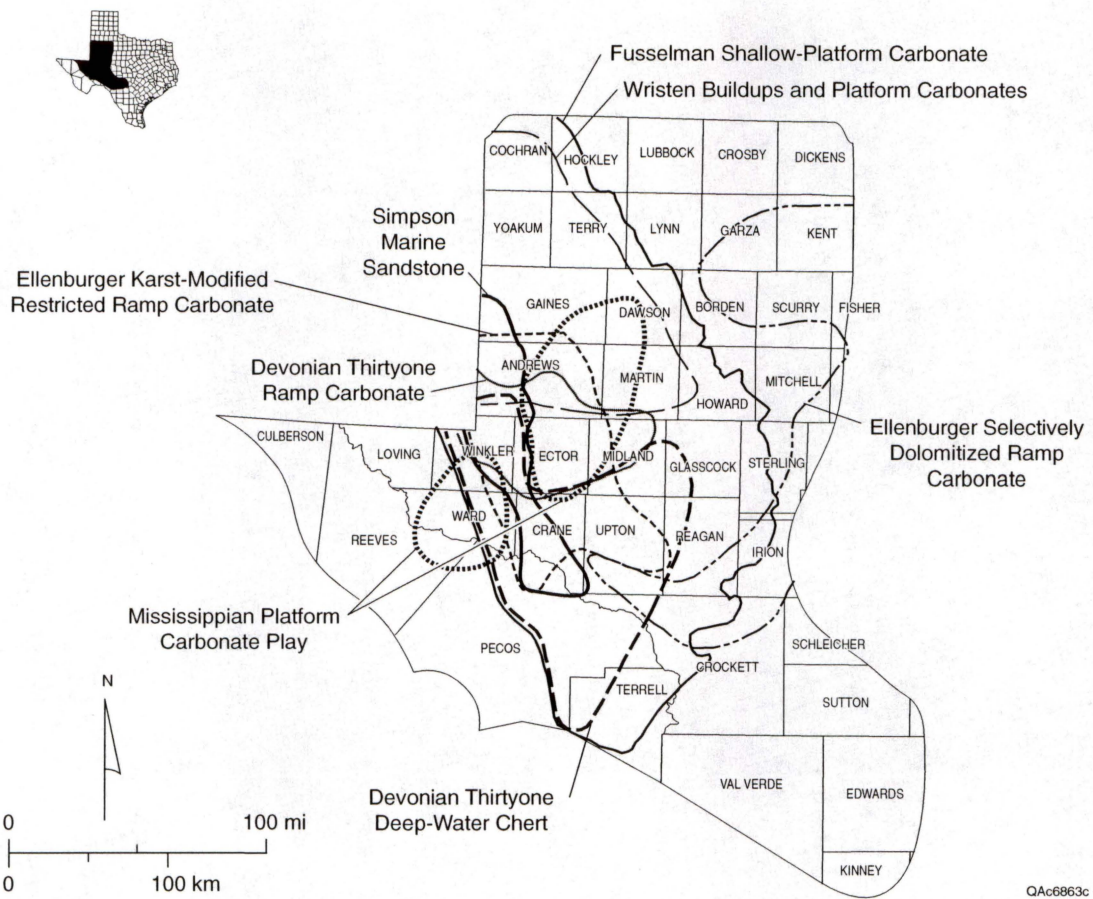 Fusselman Shallow-Platform Carbonate
Wristen Buildups and Platform Carbonates
COCHRAN
HOCKLEY
LUBBOCK
CROSBY
DICKENS
Simpson
Marine
Sandstone
YOAKUM
TERRY
LYNN
GARZA
KENT
Ellenburger Karst-Modified
Restricted Ramp Carbonate
GAINES
DAWSON
BORDEN
SCURRY
FISHER
Devonian Thirtyone
Ramp Carbonate
ANDREWS
MARTIN
HOWARD
MITCHELL
Ellenburger Selectively
Dolomitized Ramp
Carbonate
CULBERSON
LOVING
WINKLER
ECTOR
MIDLAND
GLASSCOCK
STERLING
REEVES
WARD
CRANE
UPTON
REAGAN
IRION
Mississippian Platform
Carbonate Play
PECOS
TERRELL
CROCKETT
SCHLEICHER
SUTTON
N
Devonian Thirtyone
Deep-Water Chert
VAL VERDE
EDWARDS
KINNEY
0
100 mi
0
100 km
QAc6863c